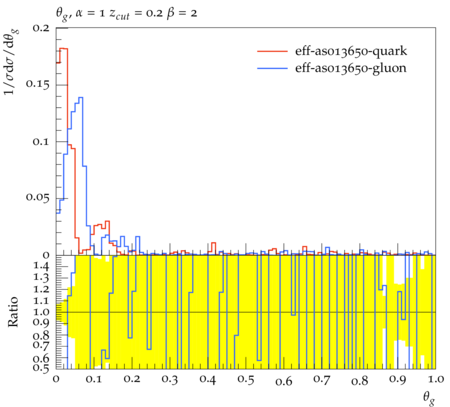 θg, α = 1 zcut = 0.2 β = 2
1/σdσ/dθg
0.2
0.15
0.1
0.05
0
eff-as013650-quark
eff-as013650-gluon
Ratio
1.4
1.3
1.2
1.1
1.0
0.9
0.8
0.7
0.6
0.5
0 0.1 0.2 0.3 0.4 0.5 0.6 0.7 0.8 0.9 1.0
θg